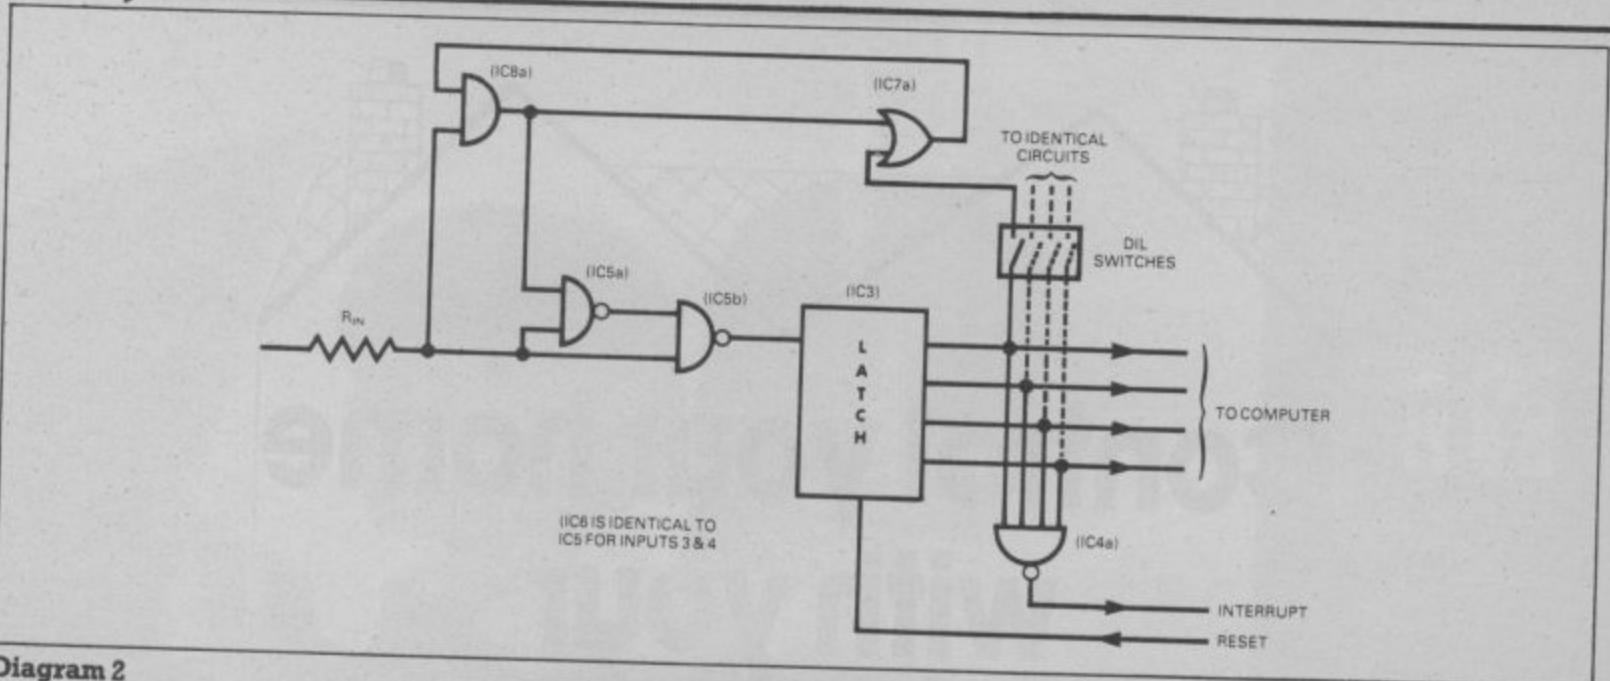 (IC8a)
(IC7a)
TO IDENTICAL
CIRCUITS
DIL
SWITCHES
(IC5a)
(IC5b)
(IC3)
RIN
L
A
T
C
H
TO COMPUTER
(IC6 IS IDENTICAL TO
IC5 FOR INPUTS 3 & 4
(IC4a)
INTERRUPT
RESET
Diagram 2